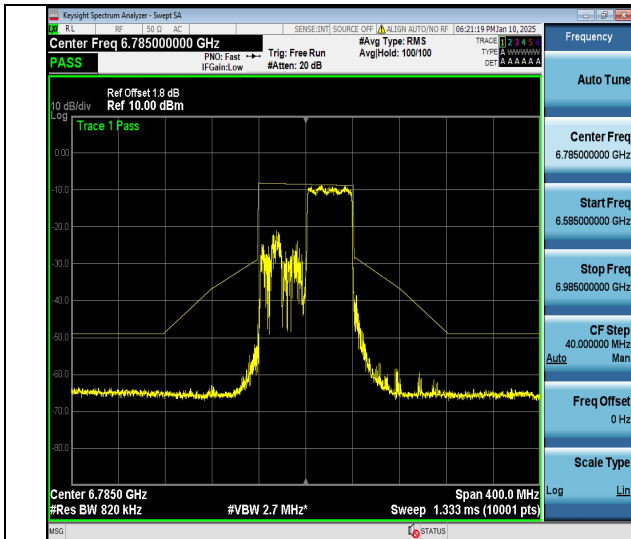 Keysight Spectrum Analyzer - Swept SA
RL RF 50 Ω AC SENSE:INT SOURCE OFF ALIGN AUTO/NO RF 06:21:19 PM Jan 10, 2025
Center Freq 6.785000000 GHz
PASS
PNO: Fast
IFGain:Low
Trig: Free Run
#Atten: 20 dB
#Avg Type: RMS
Avg|Hold: 100/100
TRACE 1 2 3 4 5 6
TYPE A WWWWW
DET A A A A A A
Frequency
Auto Tune
Center Freq
6.785000000 GHz
Start Freq
6.585000000 GHz
Stop Freq
6.985000000 GHz
CF Step
40.000000 MHz
Auto Man
Freq Offset
0 Hz
Scale Type
Log Lin
10 dB/div
Log
Ref Offset 1.8 dB
Ref 10.00 dBm
Trace 1 Pass
0.00
-10.0
-20.0
-30.0
-40.0
-50.0
-60.0
-70.0
-80.0
Center 6.7850 GHz
#Res BW 820 kHz
#VBW 2.7 MHz*
Span 400.0 MHz
Sweep 1.333 ms (10001 pts)
MSG
STATUS